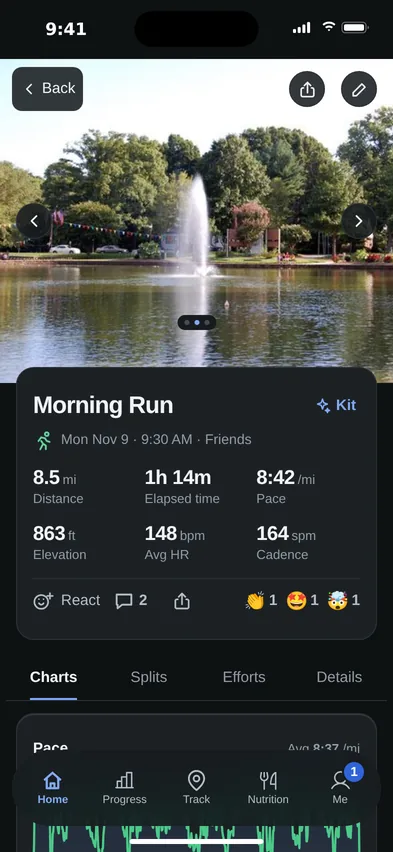 9:41
Back
Morning Run
Kit
Mon Nov 9 · 9:30 AM · Friends
8.5 mi
1h 14m
8:42 /mi
Distance
Elapsed time
Pace
863 ft
148 bpm
164 spm
Elevation
Avg HR
Cadence
React
2
1
1
1
Charts
Splits
Efforts
Details
Pace
Avg 8:37 /mi
1
Home
Progress
Track
Nutrition
Me